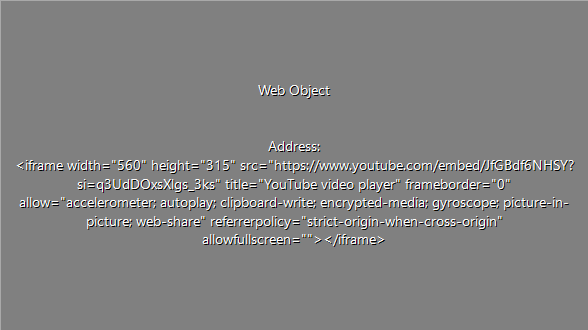 Web Object
Address:
<iframe width="560" height="315" src="https://www.youtube.com/embed/JfGBdf6NHSY?
si=q3UdDOxsXlgs_3ks" title="YouTube video player" frameborder="0"
allow="accelerometer; autoplay; clipboard-write; encrypted-media; gyroscope; picture-in-
picture; web-share" referrerpolicy="strict-origin-when-cross-origin"
allowfullscreen=""></iframe>